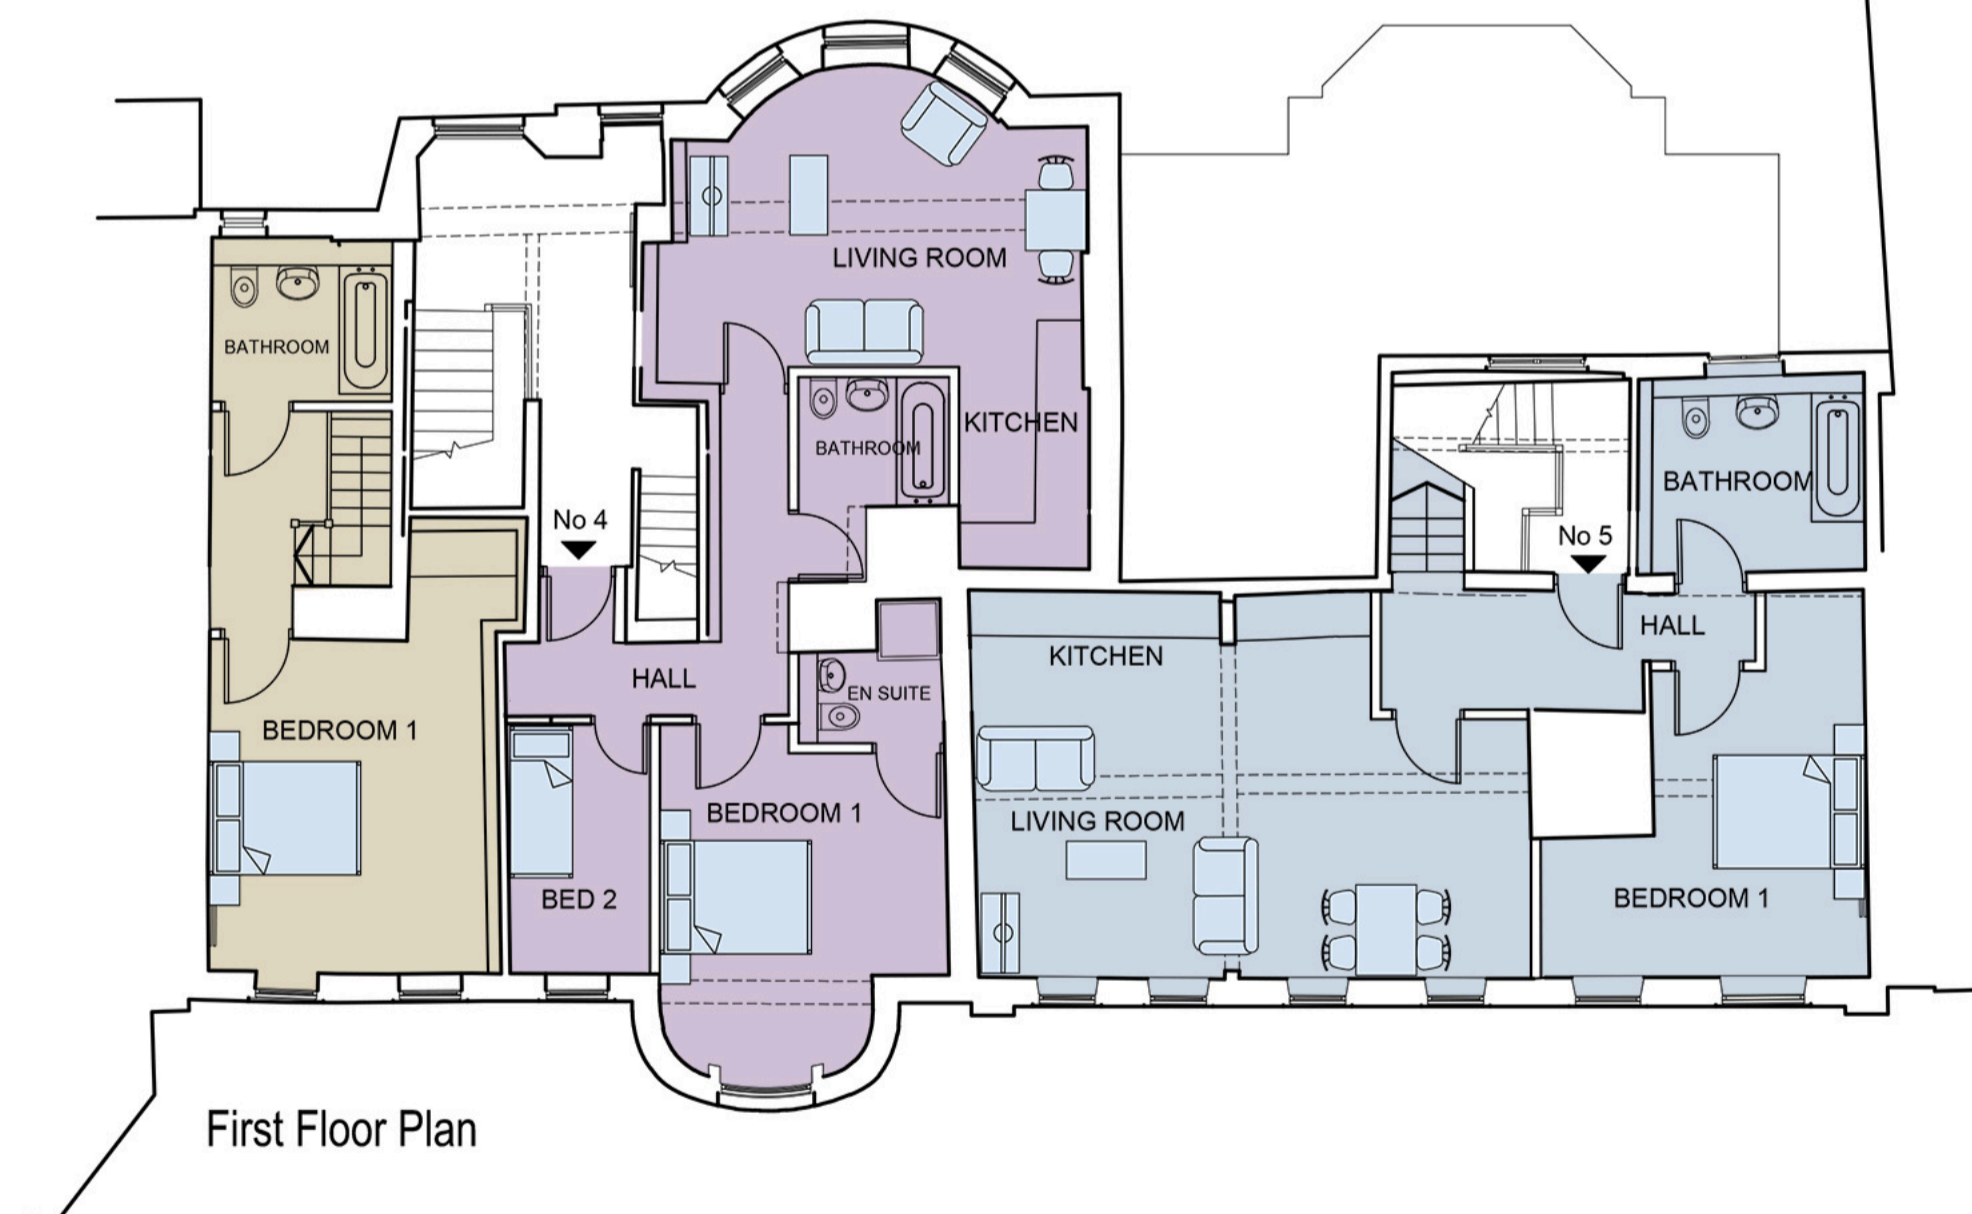 LIVING ROOM
BATHROOM
KITCHEN
BATHROOM
BATHROOM
No 4
No 5
HALL
KITCHEN
HALL
EN SUITE
BEDROOM 1
BEDROOM 1
LIVING ROOM
BED 2
BEDROOM 1
First Floor Plan